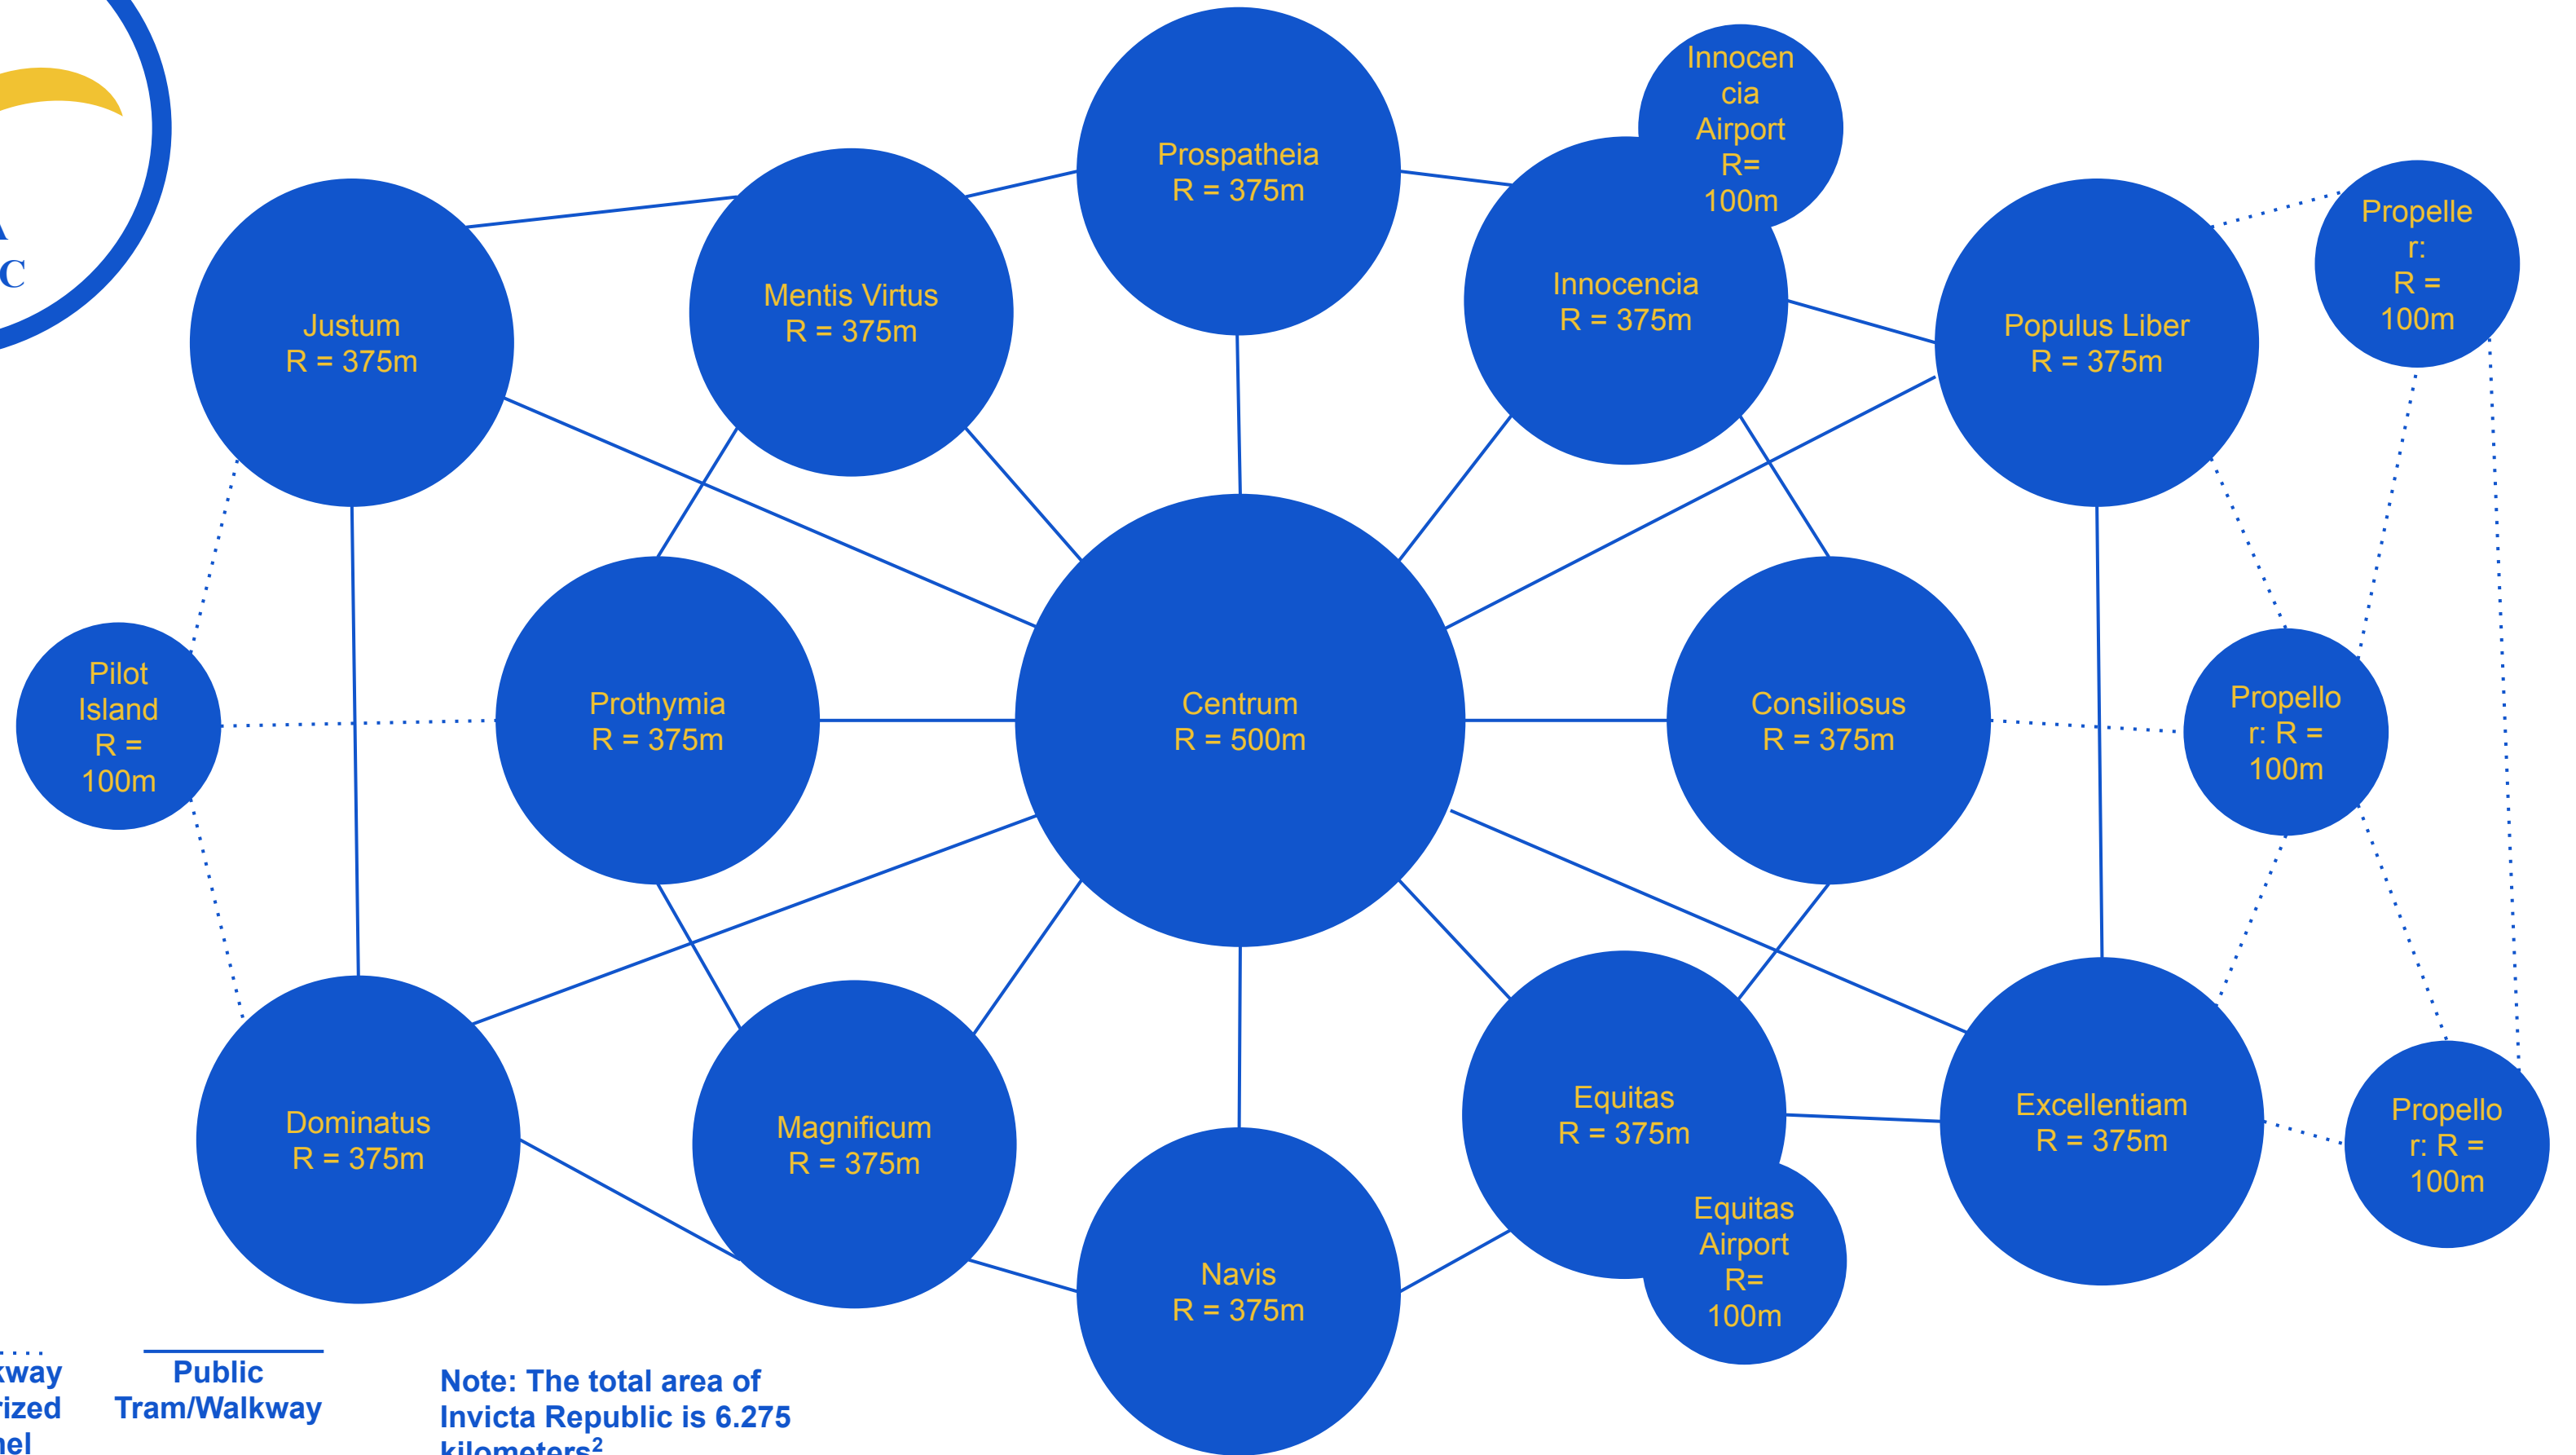 C
Prospatheia
R = 375m
Innocen
cia
Airport
R=
100m
Justum
R = 375m
Mentis Virtus
R = 375m
Innocencia
R = 375m
Populus Liber
R = 375m
Propelle
r:
R =
100m
Pilot
Island
R =
100m
Prothymia
R = 375m
Centrum
R = 500m
Consiliosus
R = 375m
Propello
r: R =
100m
Dominatus
R = 375m
Magnificum
R = 375m
Navis
R = 375m
Equitas
R = 375m
Equitas
Airport
R=
100m
Excellentiam
R = 375m
Propello
r: R =
100m
Public
Tram/Walkway
Note: The total area of
Invicta Republic is 6.275
kilometers²